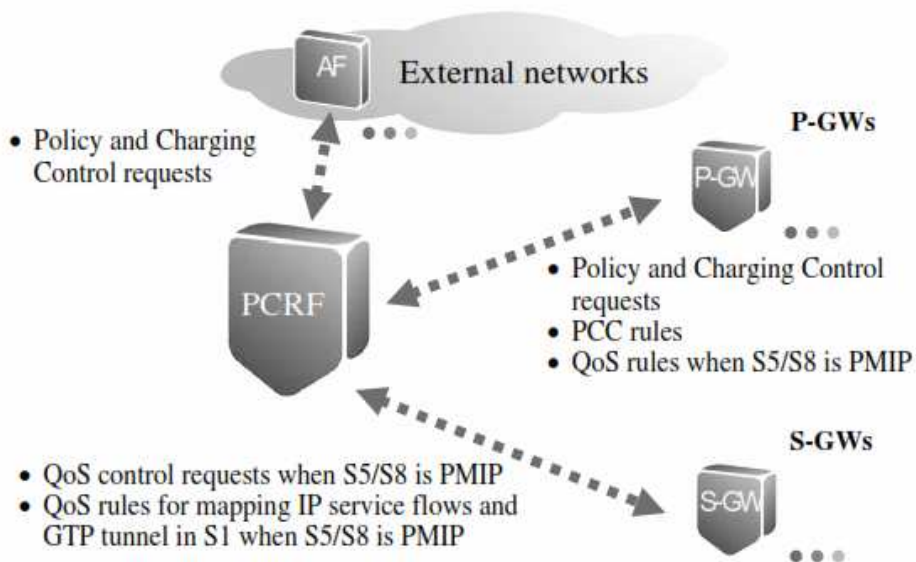 AF
External networks
• Policy and Charging
Control requests
P-GWs
P-GW
PCRF
• Policy and Charging Control
requests
• PCC rules
• QoS rules when S5/S8 is PMIP
S-GWs
• QoS control requests when S5/S8 is PMIP
• QoS rules for mapping IP service flows and
GTP tunnel in S1 when S5/S8 is PMIP
S-GW